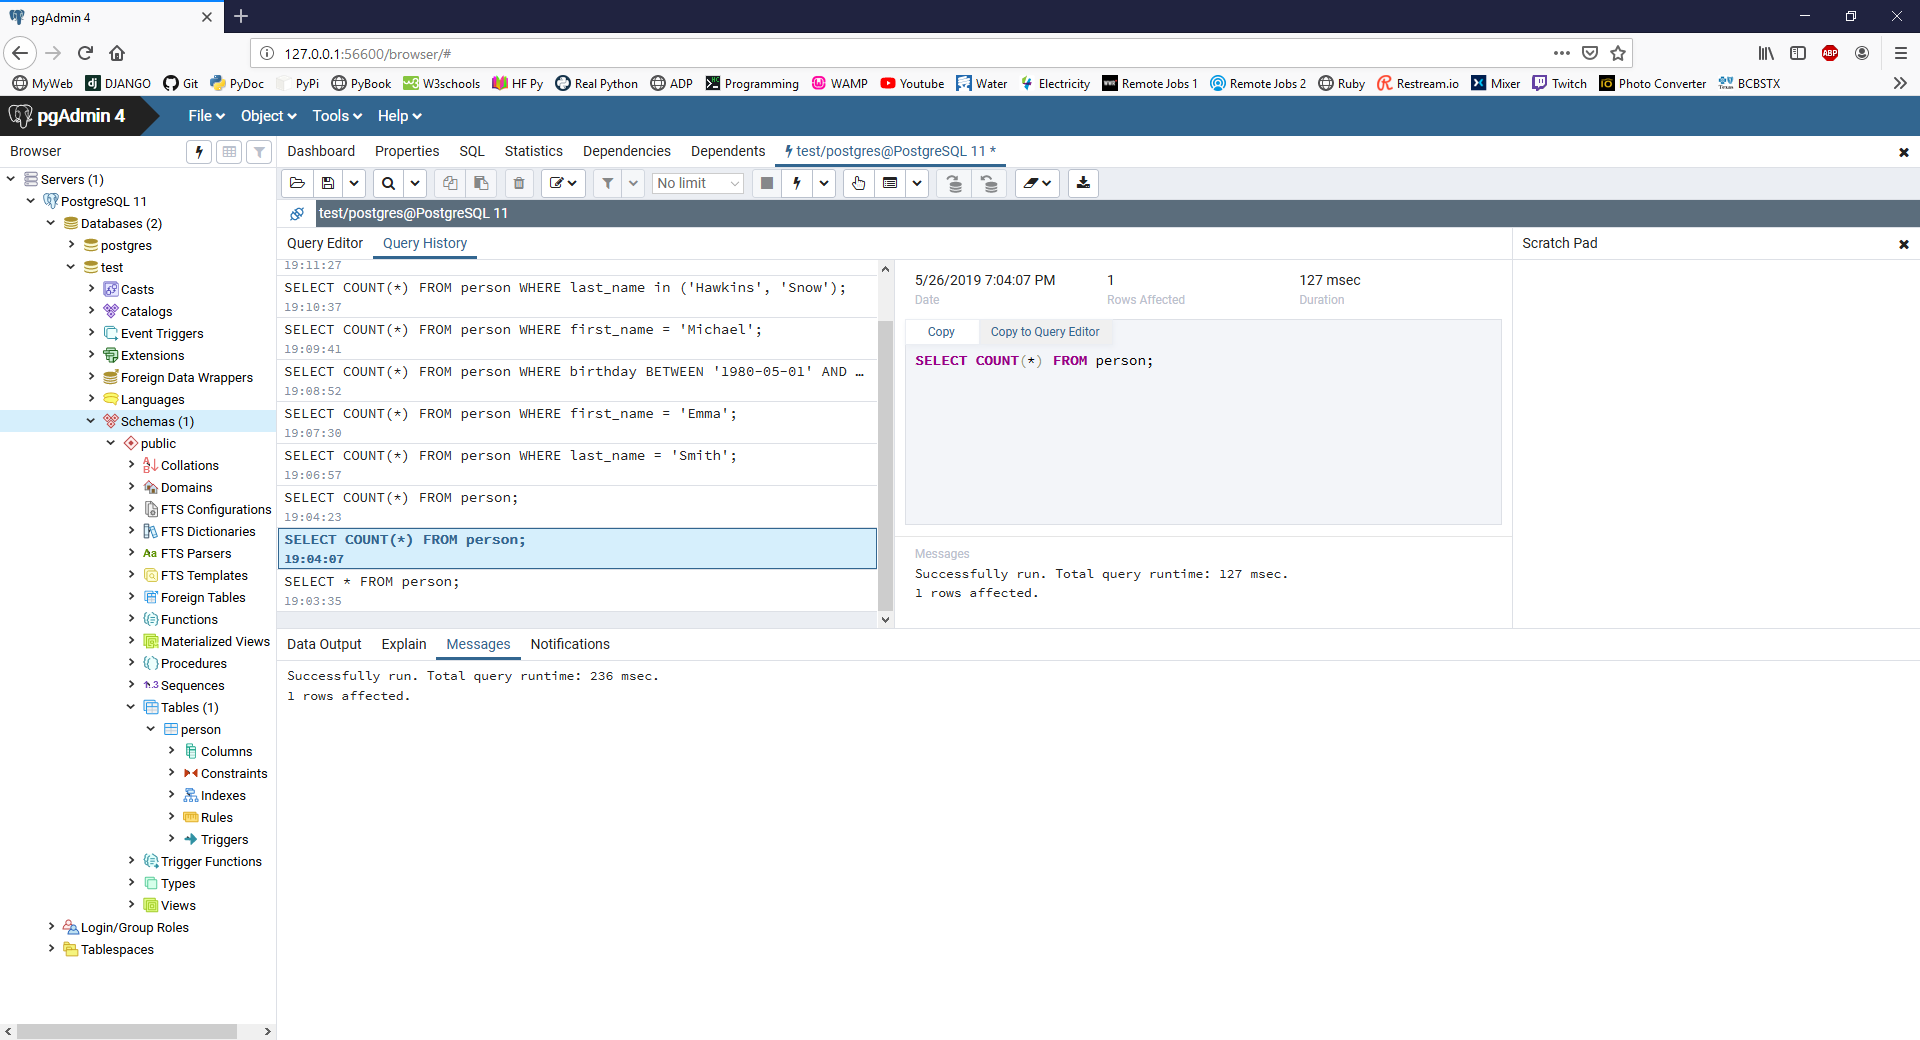 pgAdmin 4
127.0.0.1:56600/browser/#
ABP
MyWeb
dj DJANGO
Git
PyDoc
PyPi
PyBook
W3schools
HF Py
Real Python
ADP
Programming
WAMP
Youtube
Water
Electricity
Remote Jobs 1
Remote Jobs 2
Ruby
Restream.io
Mixer
Twitch
Photo Converter
BCBSTX
pgAdmin 4
File
Object
Tools
Help
Browser
Dashboard
Properties
SQL
Statistics
Dependencies
Dependents
test/postgres@PostgreSQL 11 *
No limit
test/postgres@PostgreSQL 11
Servers (1)
PostgreSQL 11
Databases (2)
postgres
test
Casts
Catalogs
Event Triggers
Extensions
Foreign Data Wrappers
Languages
Schemas (1)
public
Collations
Domains
FTS Configurations
FTS Dictionaries
Aa FTS Parsers
FTS Templates
Foreign Tables
Functions
Materialized Views
Procedures
1..3 Sequences
Tables (1)
person
Columns
Constraints
Indexes
Rules
Triggers
Trigger Functions
Types
Views
Login/Group Roles
Tablespaces
Query Editor
Query History
19:11:27
SELECT COUNT(*) FROM person WHERE last_name in ('Hawkins', 'Snow');
19:10:37
SELECT COUNT(*) FROM person WHERE first_name = 'Michael';
19:09:41
SELECT COUNT(*) FROM person WHERE birthday BETWEEN '1980-05-01' AND …
19:08:52
SELECT COUNT(*) FROM person WHERE first_name = 'Emma';
19:07:30
SELECT COUNT(*) FROM person WHERE last_name = 'Smith';
19:06:57
SELECT COUNT(*) FROM person;
19:04:23
SELECT COUNT(*) FROM person;
19:04:07
SELECT * FROM person;
19:03:35
5/26/2019 7:04:07 PM
Date
1
Rows Affected
127 msec
Duration
Copy
Copy to Query Editor
SELECT COUNT(*) FROM person;
Messages
Successfully run. Total query runtime: 127 msec.
1 rows affected.
Scratch Pad
Data Output
Explain
Messages
Notifications
Successfully run. Total query runtime: 236 msec.
1 rows affected.